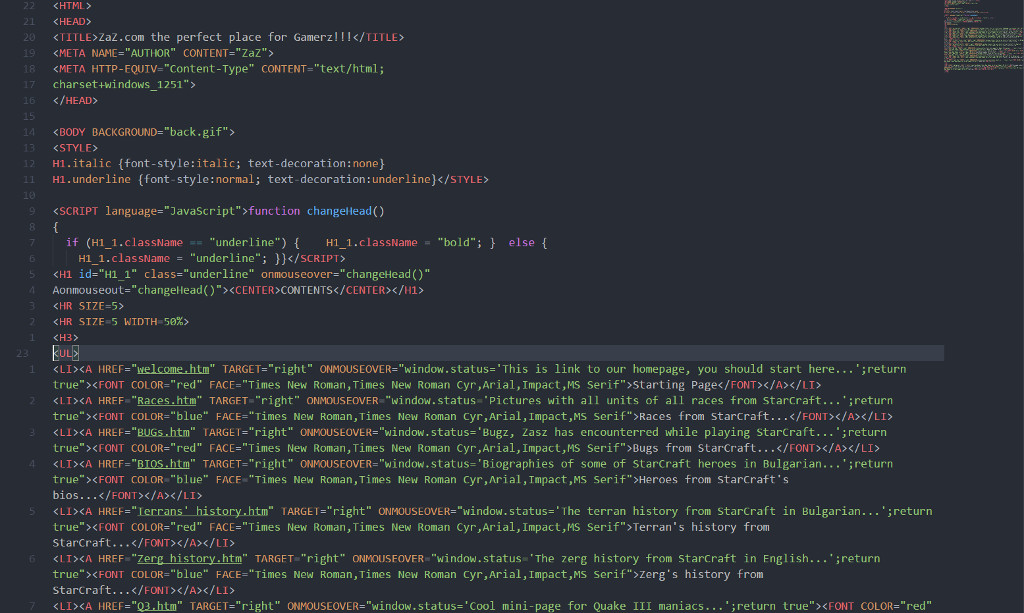 22 <HTML>
21 <HEAD>
20 <TITLE>ZaZ.com the perfect place for Gamerz!!!</TITLE>
19 <META NAME="AUTHOR" CONTENT="ZaZ">
18 <META HTTP-EQUIV="Content-Type" CONTENT="text/html;
17 charset+windows_1251">
16 </HEAD>
15
14 <BODY BACKGROUND="back.gif">
13 <STYLE>
12 H1.italic {font-style:italic; text-decoration:none}
11 H1.underline {font-style:normal; text-decoration:underline}</STYLE>
10
9 <SCRIPT language="JavaScript">function changeHead()
8 {
7 if (H1_1.className == "underline") {    H1_1.className = "bold"; }  else {
6 H1_1.className = "underline"; }}</SCRIPT>
5 <H1 id="H1_1" class="underline" onmouseover="changeHead()"
4 Aonmouseout="changeHead()"><CENTER>CONTENTS</CENTER></H1>
3 <HR SIZE=5>
2 <HR SIZE=5 WIDTH=50%>
1 <H3>
23 <UL>
1 <LI><A HREF="welcome.htm" TARGET="right" ONMOUSEOVER="window.status='This is link to our homepage, you should start here...';return
true"><FONT COLOR="red" FACE="Times New Roman,Times New Roman Cyr,Arial,Impact,MS Serif">Starting Page</FONT></A></LI>
2 <LI><A HREF="Races.htm" TARGET="right" ONMOUSEOVER="window.status='Pictures with all units of all races from StarCraft...';return
true"><FONT COLOR="blue" FACE="Times New Roman,Times New Roman Cyr,Arial,Impact,MS Serif">Races from StarCraft...</FONT></A></LI>
3 <LI><A HREF="BUGs.htm" TARGET="right" ONMOUSEOVER="window.status='Bugz, Zasz has encounterred while playing StarCraft...';return
true"><FONT COLOR="red" FACE="Times New Roman,Times New Roman Cyr,Arial,Impact,MS Serif">Bugs from StarCraft...</FONT></A></LI>
4 <LI><A HREF="BIOS.htm" TARGET="right" ONMOUSEOVER="window.status='Biographies of some of StarCraft heroes in Bulgarian...';return
true"><FONT COLOR="blue" FACE="Times New Roman,Times New Roman Cyr,Arial,Impact,MS Serif">Heroes from StarCraft's
bios...</FONT></A></LI>
5 <LI><A HREF="Terrans' history.htm" TARGET="right" ONMOUSEOVER="window.status='The terran history from StarCraft in Bulgarian...';return
true"><FONT COLOR="red" FACE="Times New Roman,Times New Roman Cyr,Arial,Impact,MS Serif">Terran's history from
StarCraft...</FONT></A></LI>
6 <LI><A HREF="Zerg history.htm" TARGET="right" ONMOUSEOVER="window.status='The zerg history from StarCraft in English...';return
true"><FONT COLOR="blue" FACE="Times New Roman,Times New Roman Cyr,Arial,Impact,MS Serif">Zerg's history from
StarCraft...</FONT></A></LI>
7 <LI><A HREF="Q3.htm" TARGET="right" ONMOUSEOVER="window.status='Cool mini-page for Quake III maniacs...';return true"><FONT COLOR="red"